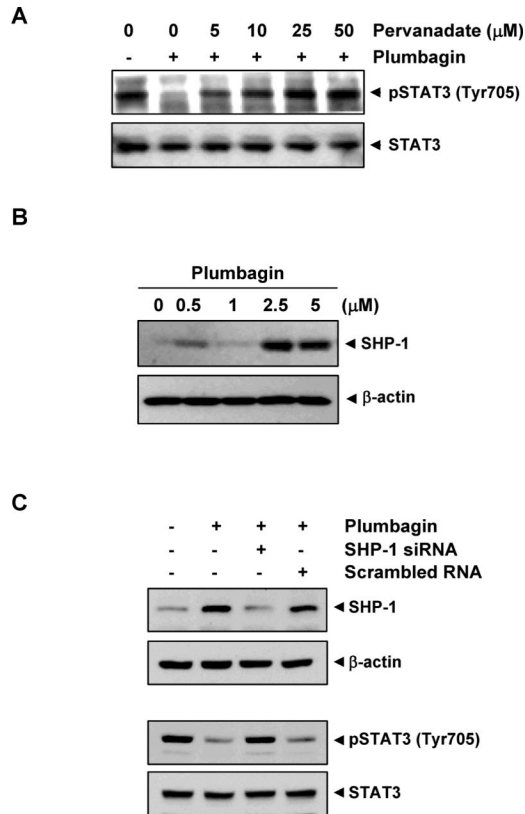 A
0 0 5 10 25 50 Pervanadate (μM)
- + + + + + Plumbagin
pSTAT3 (Tyr705)
STAT3
B
Plumbagin
0 0.5 1 2.5 5 (μM)
SHP-1
β-actin
C
- + + + Plumbagin
- - + - SHP-1 siRNA
- - - + Scrambled RNA
SHP-1
β-actin
pSTAT3 (Tyr705)
STAT3